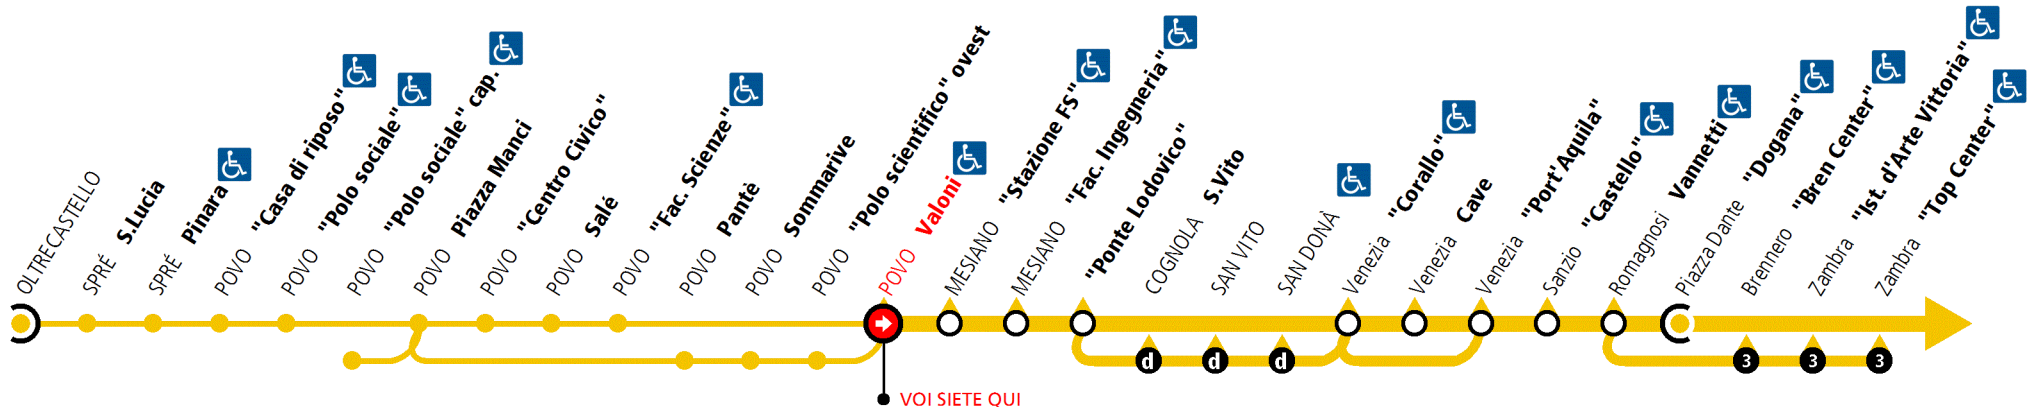 OLTRECASTELLO
SPRÉ S.Lucia
SPRÉ Pinara
POVO "Casa di riposo"
POVO "Polo sociale"
POVO "Polo sociale" cap.
POVO Piazza Manci
POVO "Centro Civico"
POVO Salé
POVO "Fac. Scienze"
POVO Pantè
POVO Sommarive
POVO "Polo scientifico" ovest
POVO Valoni
MESIANO "Stazione FS"
MESIANO "Fac. Ingegneria"
"Ponte Lodovico"
COGNOLA S.Vito
SAN VITO
SAN DONÀ
Venezia "Corallo"
Venezia Cave
Venezia "Port'Aquila"
Sanzio "Castello"
Romagnosi Vannetti
Piazza Dante "Dogana"
Brennero "Bren Center"
Zambra "Ist. d'Arte Vittoria"
Zambra "Top Center"
d d d
3 3 3
VOI SIETE QUI